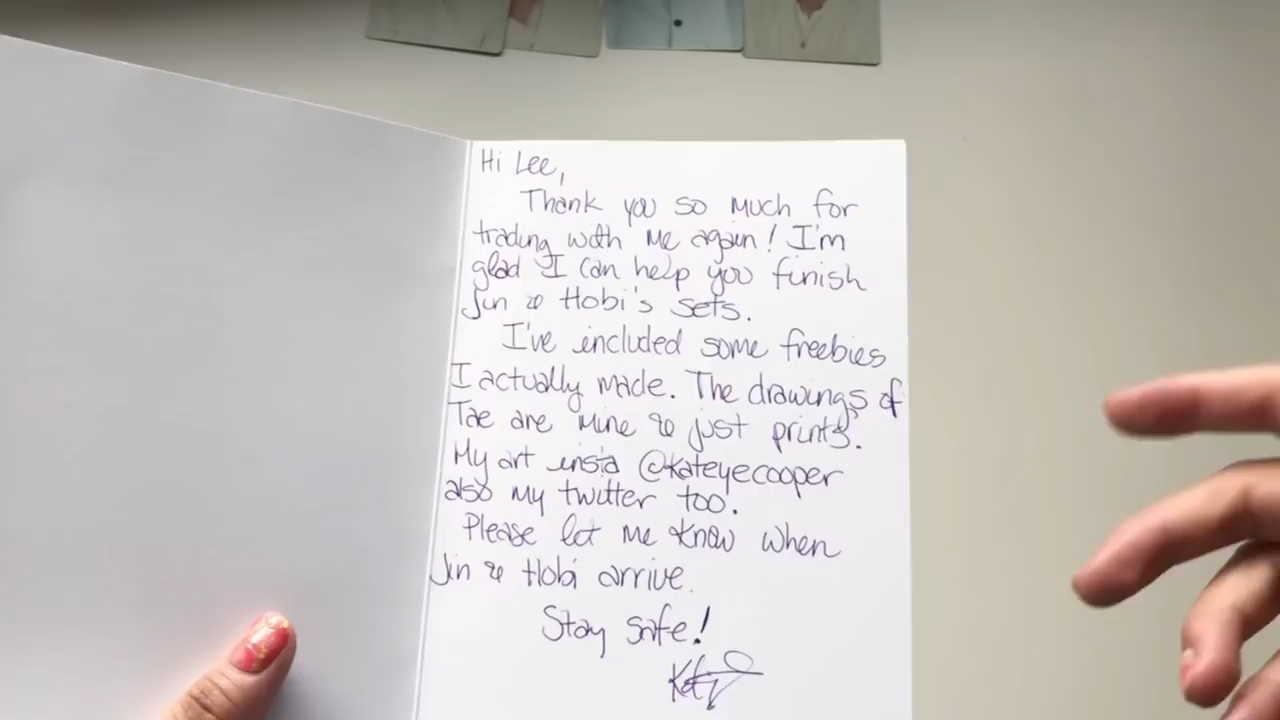 Hi Lee,
Thank you so much for
trading with me again! I'm
glad I can help you finish
Jin & Hobi's sets.
I've included some freebies
I actually made. The drawings of
Tae are mine & just prints.
My art insta @kateyecooper
also my twitter too.
Please let me know when
Jin & Hobi arrive.
Stay safe!